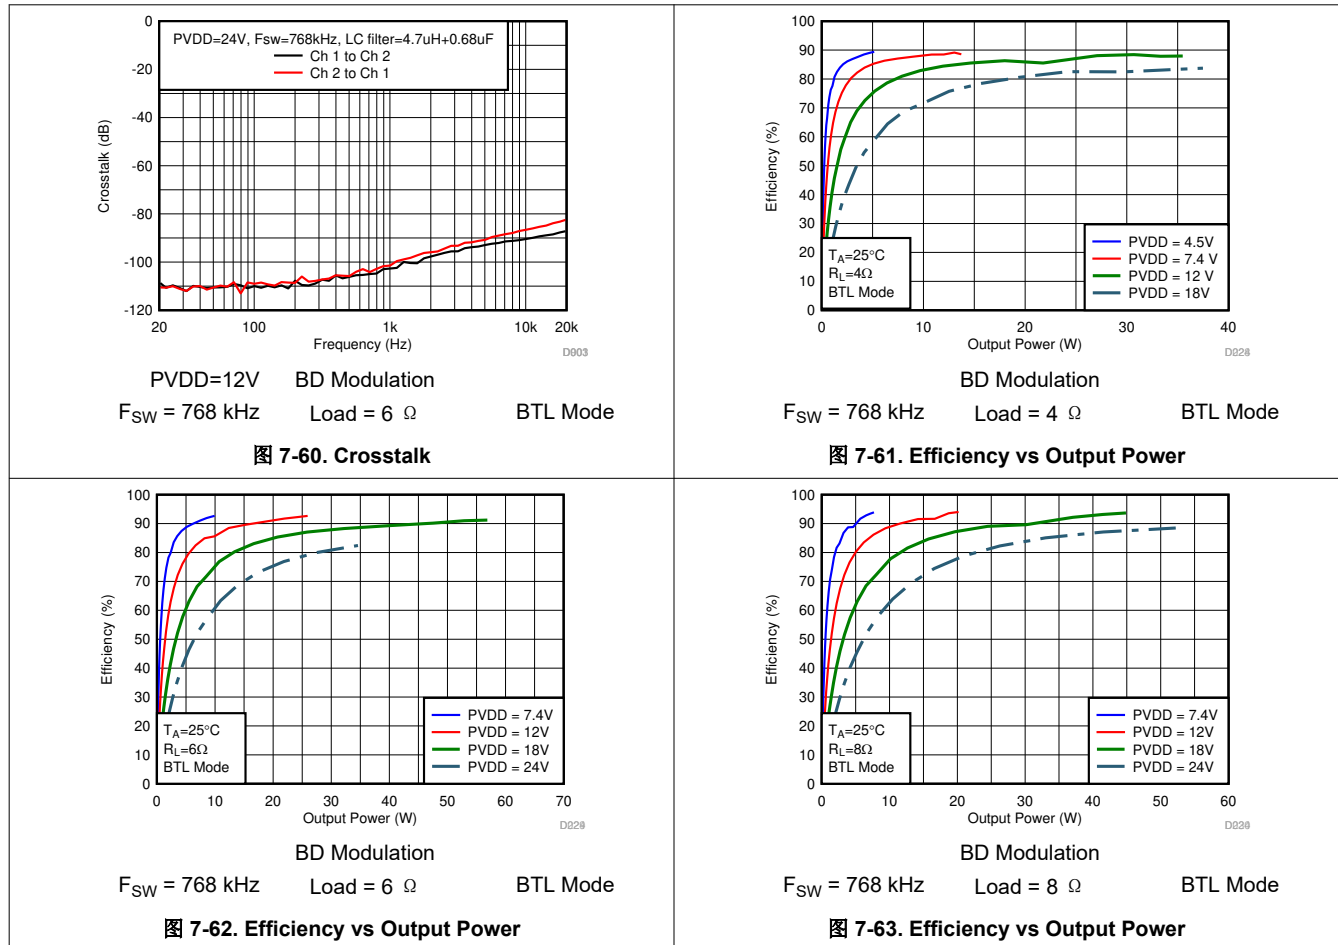 0
-20
-40
-60
-80
-100
-120
Crosstalk (dB)
PVDD=24V, Fsw=768kHz, LC filter=4.7uH+0.68uF
Ch 1 to Ch 2
Ch 2 to Ch 1
20 100 1k 10k 20k
Frequency (Hz)
PVDD=12V BD Modulation
FSW = 768 kHz Load = 6 Ω BTL Mode
图 7-60. Crosstalk
100
90
80
70
60
50
40
30
20
10
0
Efficiency (%)
TA=25°C
RL=4Ω
BTL Mode
PVDD = 4.5V
PVDD = 7.4 V
PVDD = 12 V
PVDD = 18V
0 10 20 30 40
Output Power (W)
BD Modulation
FSW = 768 kHz Load = 4 Ω BTL Mode
图 7-61. Efficiency vs Output Power
100
90
80
70
60
50
40
30
20
10
0
Efficiency (%)
TA=25°C
RL=6Ω
BTL Mode
PVDD = 7.4V
PVDD = 12V
PVDD = 18V
PVDD = 24V
0 10 20 30 40 50 60 70
Output Power (W)
BD Modulation
FSW = 768 kHz Load = 6 Ω BTL Mode
图 7-62. Efficiency vs Output Power
100
90
80
70
60
50
40
30
20
10
0
Efficiency (%)
TA=25°C
RL=8Ω
BTL Mode
PVDD = 7.4V
PVDD = 12V
PVDD = 18V
PVDD = 24V
0 10 20 30 40 50 60
Output Power (W)
BD Modulation
FSW = 768 kHz Load = 8 Ω BTL Mode
图 7-63. Efficiency vs Output Power